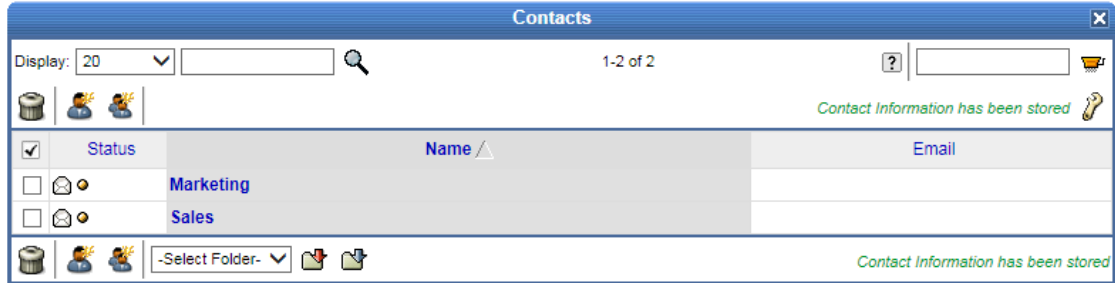 Contacts
Display: 20 1-2 of 2 ?
Contact Information has been stored
Status Name Email
Marketing
Sales
-Select Folder- Contact Information has been stored